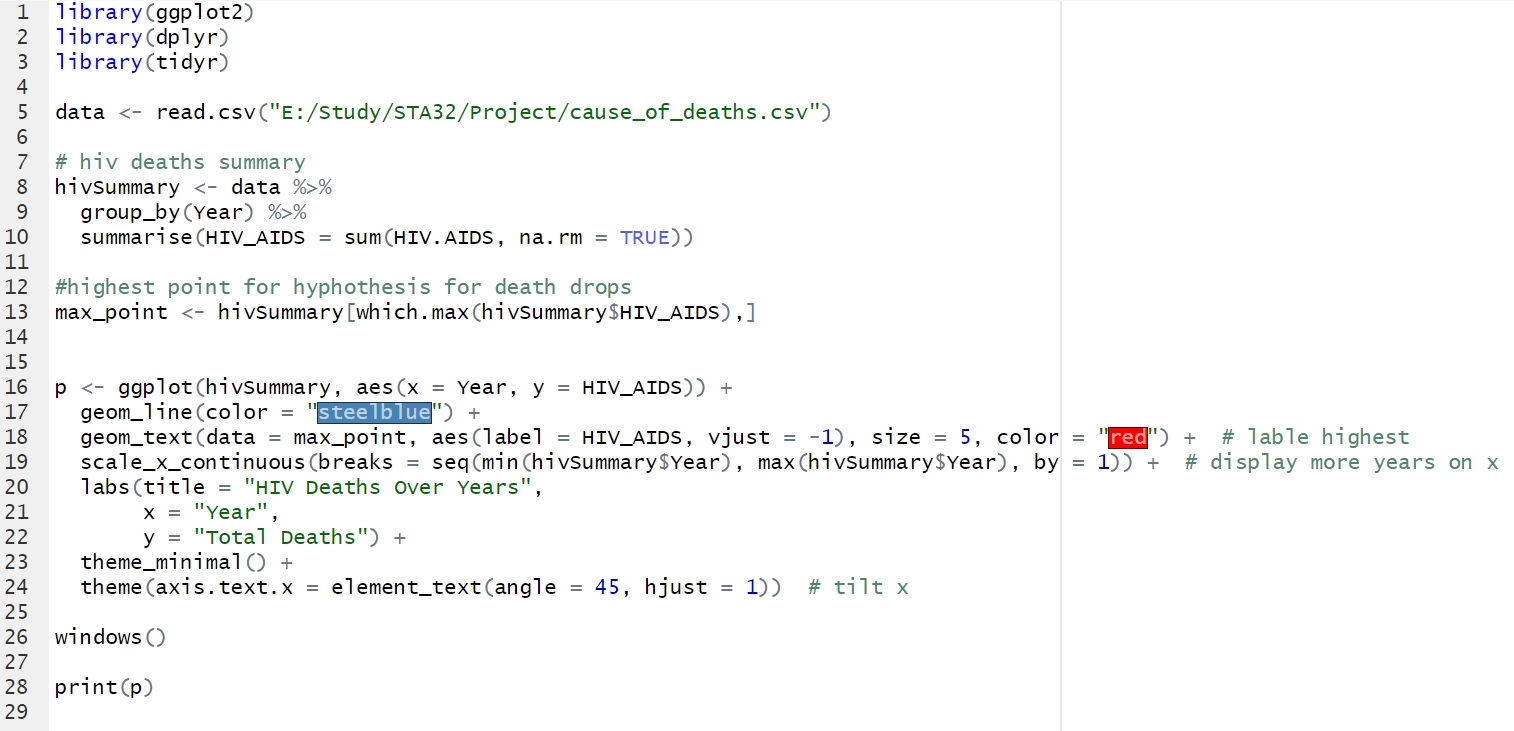 1 library(ggplot2)
2 library(dplyr)
3 library(tidyr)
4
5 data <- read.csv("E:/Study/STA32/Project/cause_of_deaths.csv")
6
7 # hiv deaths summary
8 hivSummary <- data %>%
9   group_by(Year) %>%
10   summarise(HIV_AIDS = sum(HIV.AIDS, na.rm = TRUE))
11
12 #highest point for hyphothesis for death drops
13 max_point <- hivSummary[which.max(hivSummary$HIV_AIDS),]
14
15
16 p <- ggplot(hivSummary, aes(x = Year, y = HIV_AIDS)) +
17   geom_line(color = "steelblue") +
18   geom_text(data = max_point, aes(label = HIV_AIDS, vjust = -1), size = 5, color = "red") +  # lable highest
19   scale_x_continuous(breaks = seq(min(hivSummary$Year), max(hivSummary$Year), by = 1)) +  # display more years on x
20   labs(title = "HIV Deaths Over Years",
21        x = "Year",
22        y = "Total Deaths") +
23   theme_minimal() +
24   theme(axis.text.x = element_text(angle = 45, hjust = 1))  # tilt x
25
26 windows()
27
28 print(p)
29